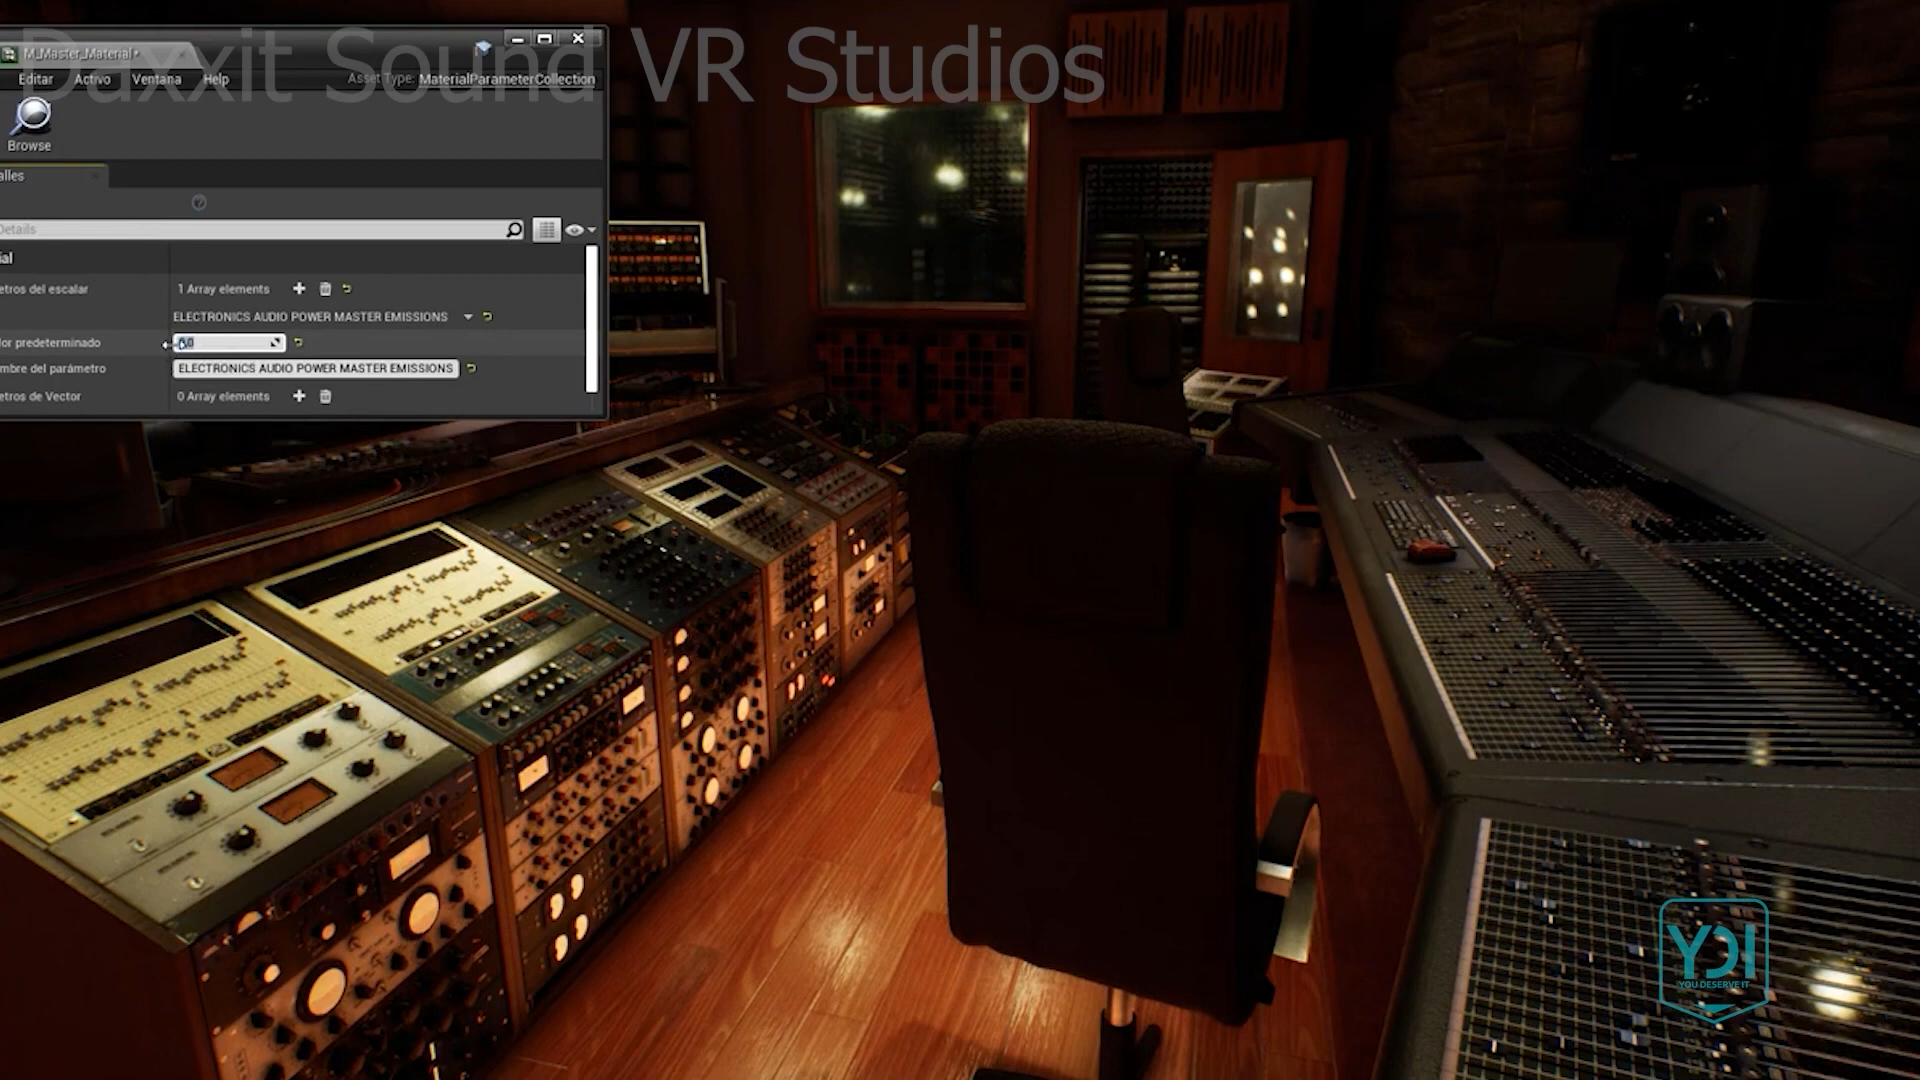 Daxxit Sound VR Studios
M_Master_Material*
Editar Activo Ventana Help
Asset Type: MaterialParameterCollection
Browse
alles
Details
ial
etros del escalar 1 Array elements
ELECTRONICS AUDIO POWER MASTER EMISSIONS
lor predeterminado
mbre del parámetro ELECTRONICS AUDIO POWER MASTER EMISSIONS
etros de Vector 0 Array elements
YDI
YOU DESERVE IT